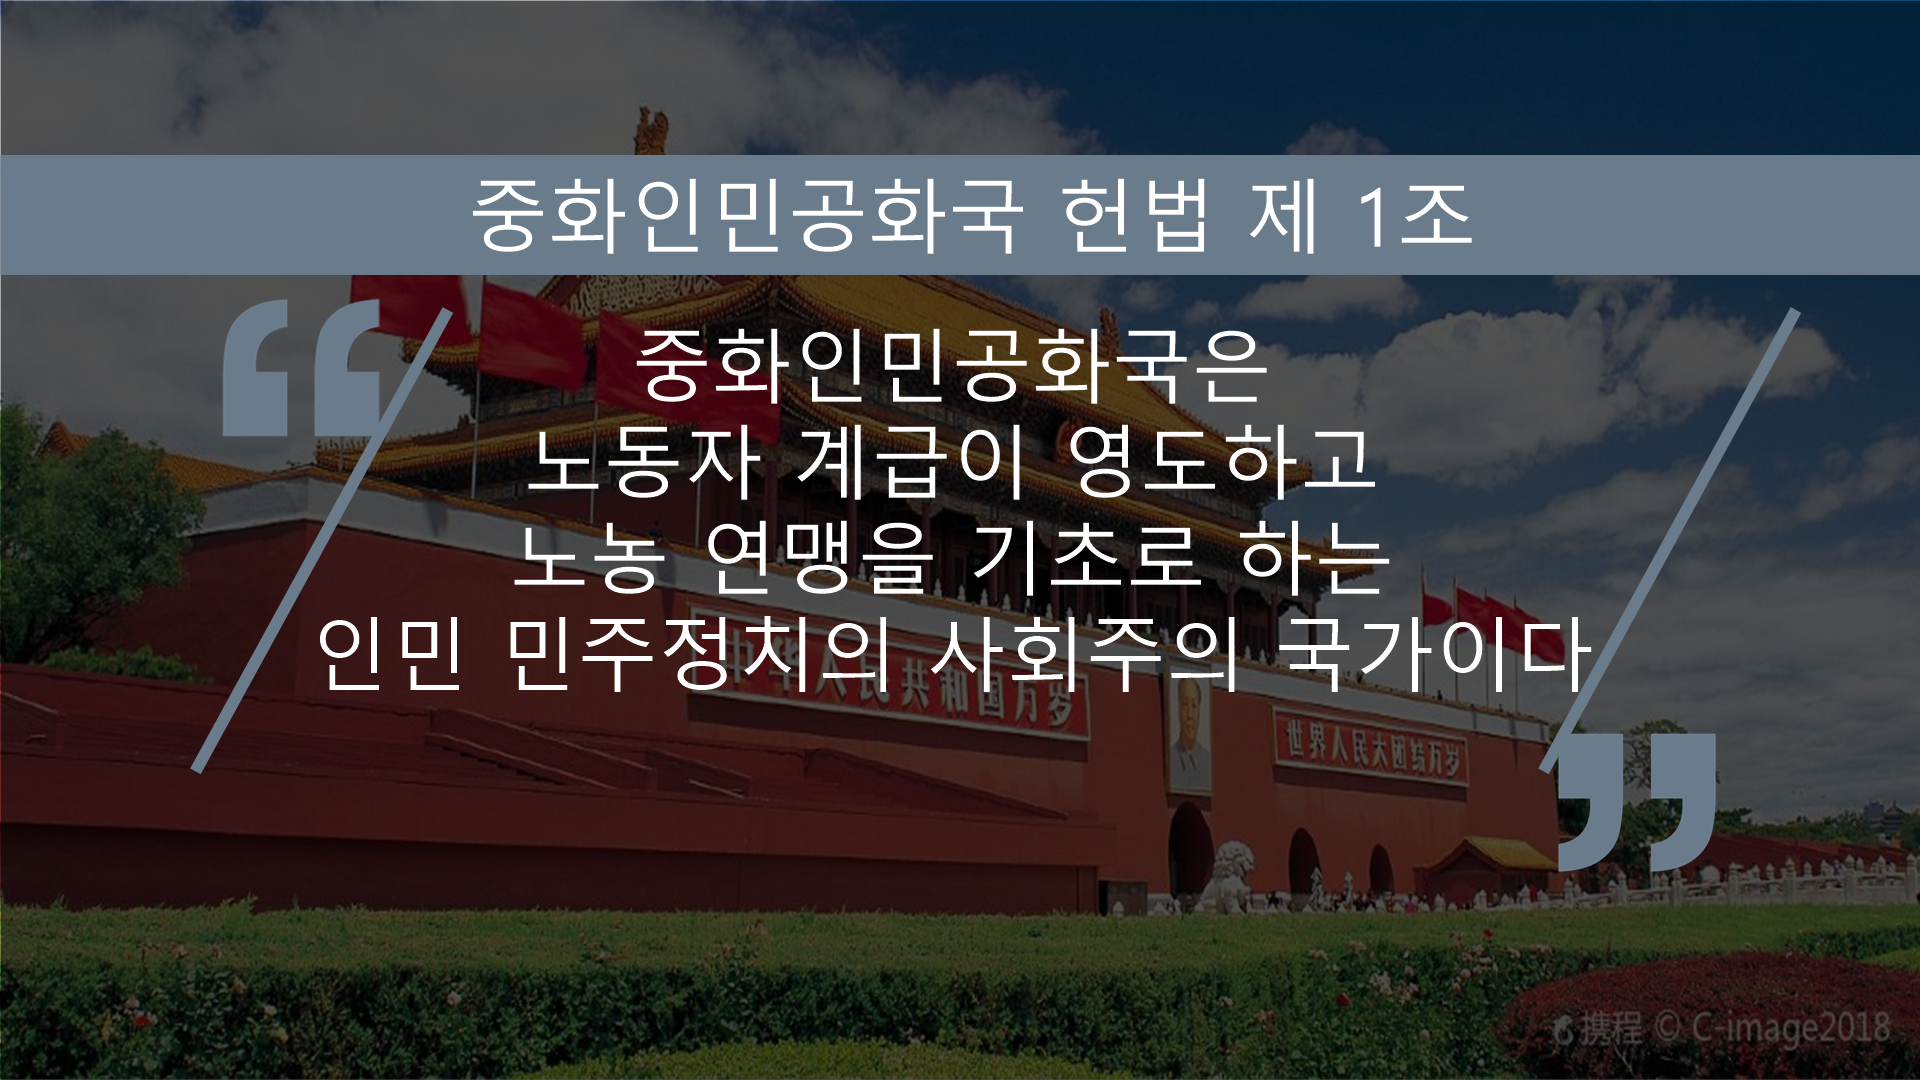 중화인민공화국 헌법 제 1조
“
중화인민공화국은
노동자 계급이 영도하고
노농 연맹을 기초로 하는
인민 민주정치의 사회주의 국가이다
”
中华人民共和国万岁
世界人民大团结万岁
携程 © C-image2018